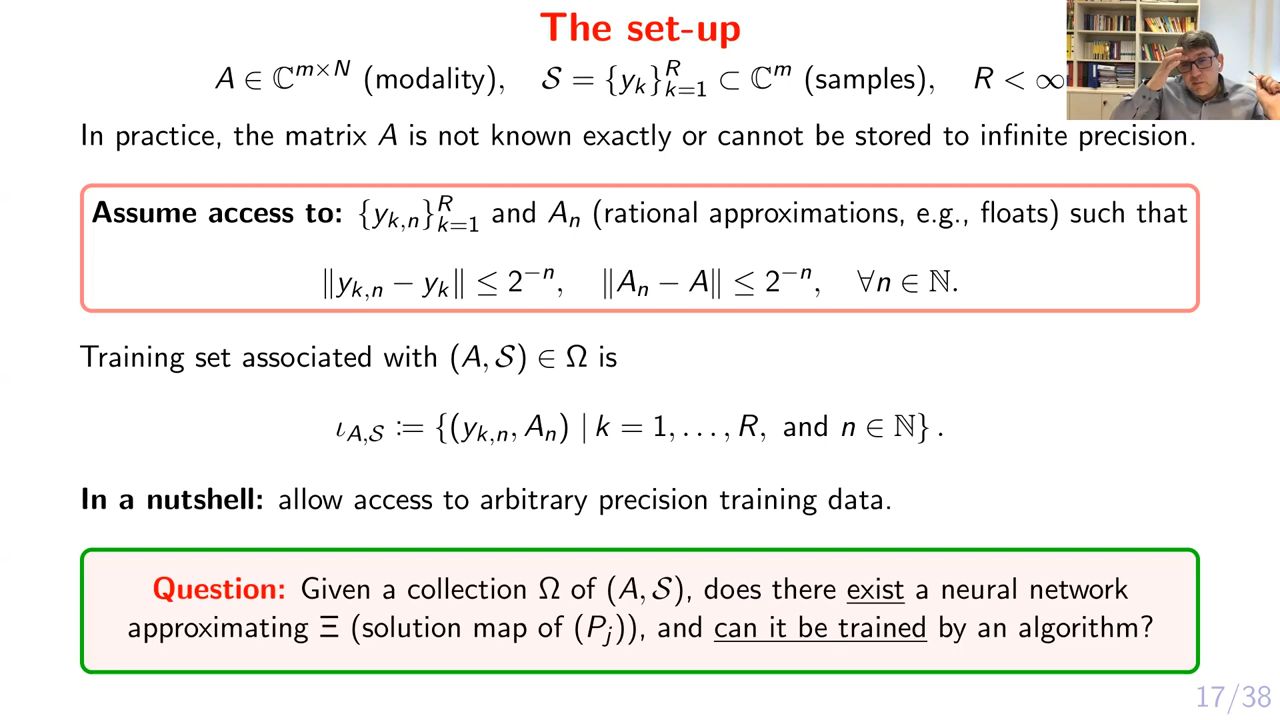 The set-up
A ∈ ℂ^{m×N} (modality), 𝒮 = {y_k}_{k=1}^R ⊂ ℂ^m (samples), R < ∞
In practice, the matrix A is not known exactly or cannot be stored to infinite precision.
Assume access to: {y_{k,n}}_{k=1}^R and A_n (rational approximations, e.g., floats) such that
‖y_{k,n} − y_k‖ ≤ 2^{−n}, ‖A_n − A‖ ≤ 2^{−n}, ∀n ∈ ℕ.
Training set associated with (A, 𝒮) ∈ Ω is
ι_{A,𝒮} := {(y_{k,n}, A_n) | k = 1, . . . , R, and n ∈ ℕ} .
In a nutshell: allow access to arbitrary precision training data.
Question: Given a collection Ω of (A, 𝒮), does there exist a neural network
approximating Ξ (solution map of (P_j)), and can it be trained by an algorithm?
17/38